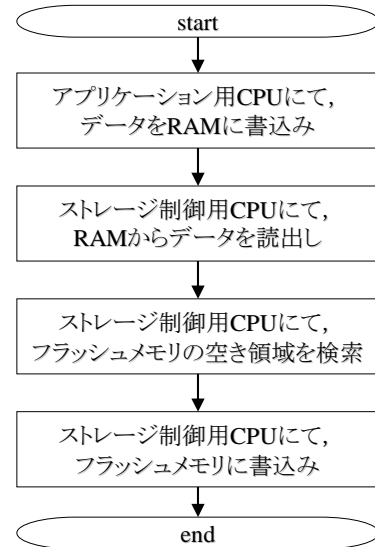 start
アプリケーション用CPUにて,
データをRAMに書込み
ストレージ制御用CPUにて,
RAMからデータを読出し
ストレージ制御用CPUにて,
フラッシュメモリの空き領域を検索
ストレージ制御用CPUにて,
フラッシュメモリに書込み
end